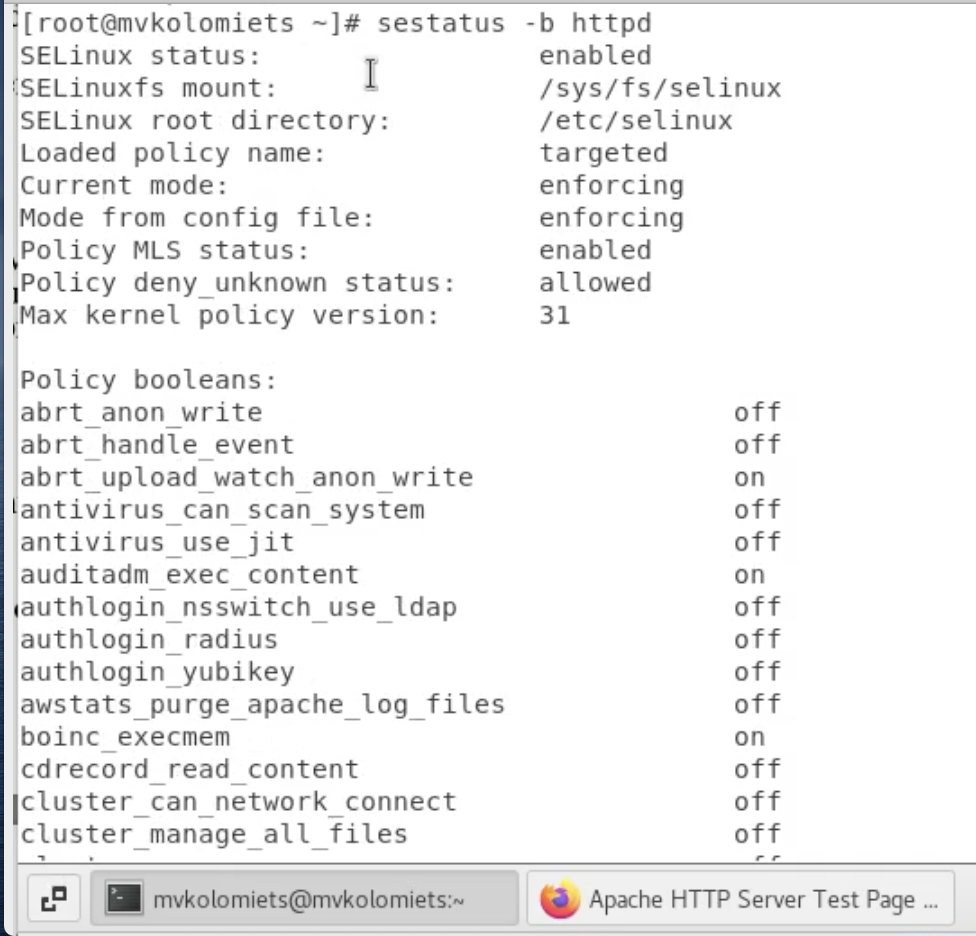 [root@mvkolomiets ~]# sestatus -b httpd
SELinux status: enabled
SELinuxfs mount: /sys/fs/selinux
SELinux root directory: /etc/selinux
Loaded policy name: targeted
Current mode: enforcing
Mode from config file: enforcing
Policy MLS status: enabled
Policy deny_unknown status: allowed
Max kernel policy version: 31
Policy booleans:
abrt_anon_write off
abrt_handle_event off
abrt_upload_watch_anon_write on
antivirus_can_scan_system off
antivirus_use_jit off
auditadm_exec_content on
authlogin_nsswitch_use_ldap off
authlogin_radius off
authlogin_yubikey off
awstats_purge_apache_log_files off
boinc_execmem on
cdrecord_read_content off
cluster_can_network_connect off
cluster_manage_all_files off
mvkolomiets@mvkolomiets:~
Apache HTTP Server Test Page ...